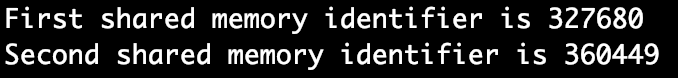 First shared memory identifier is 327680
Second shared memory identifier is 360449